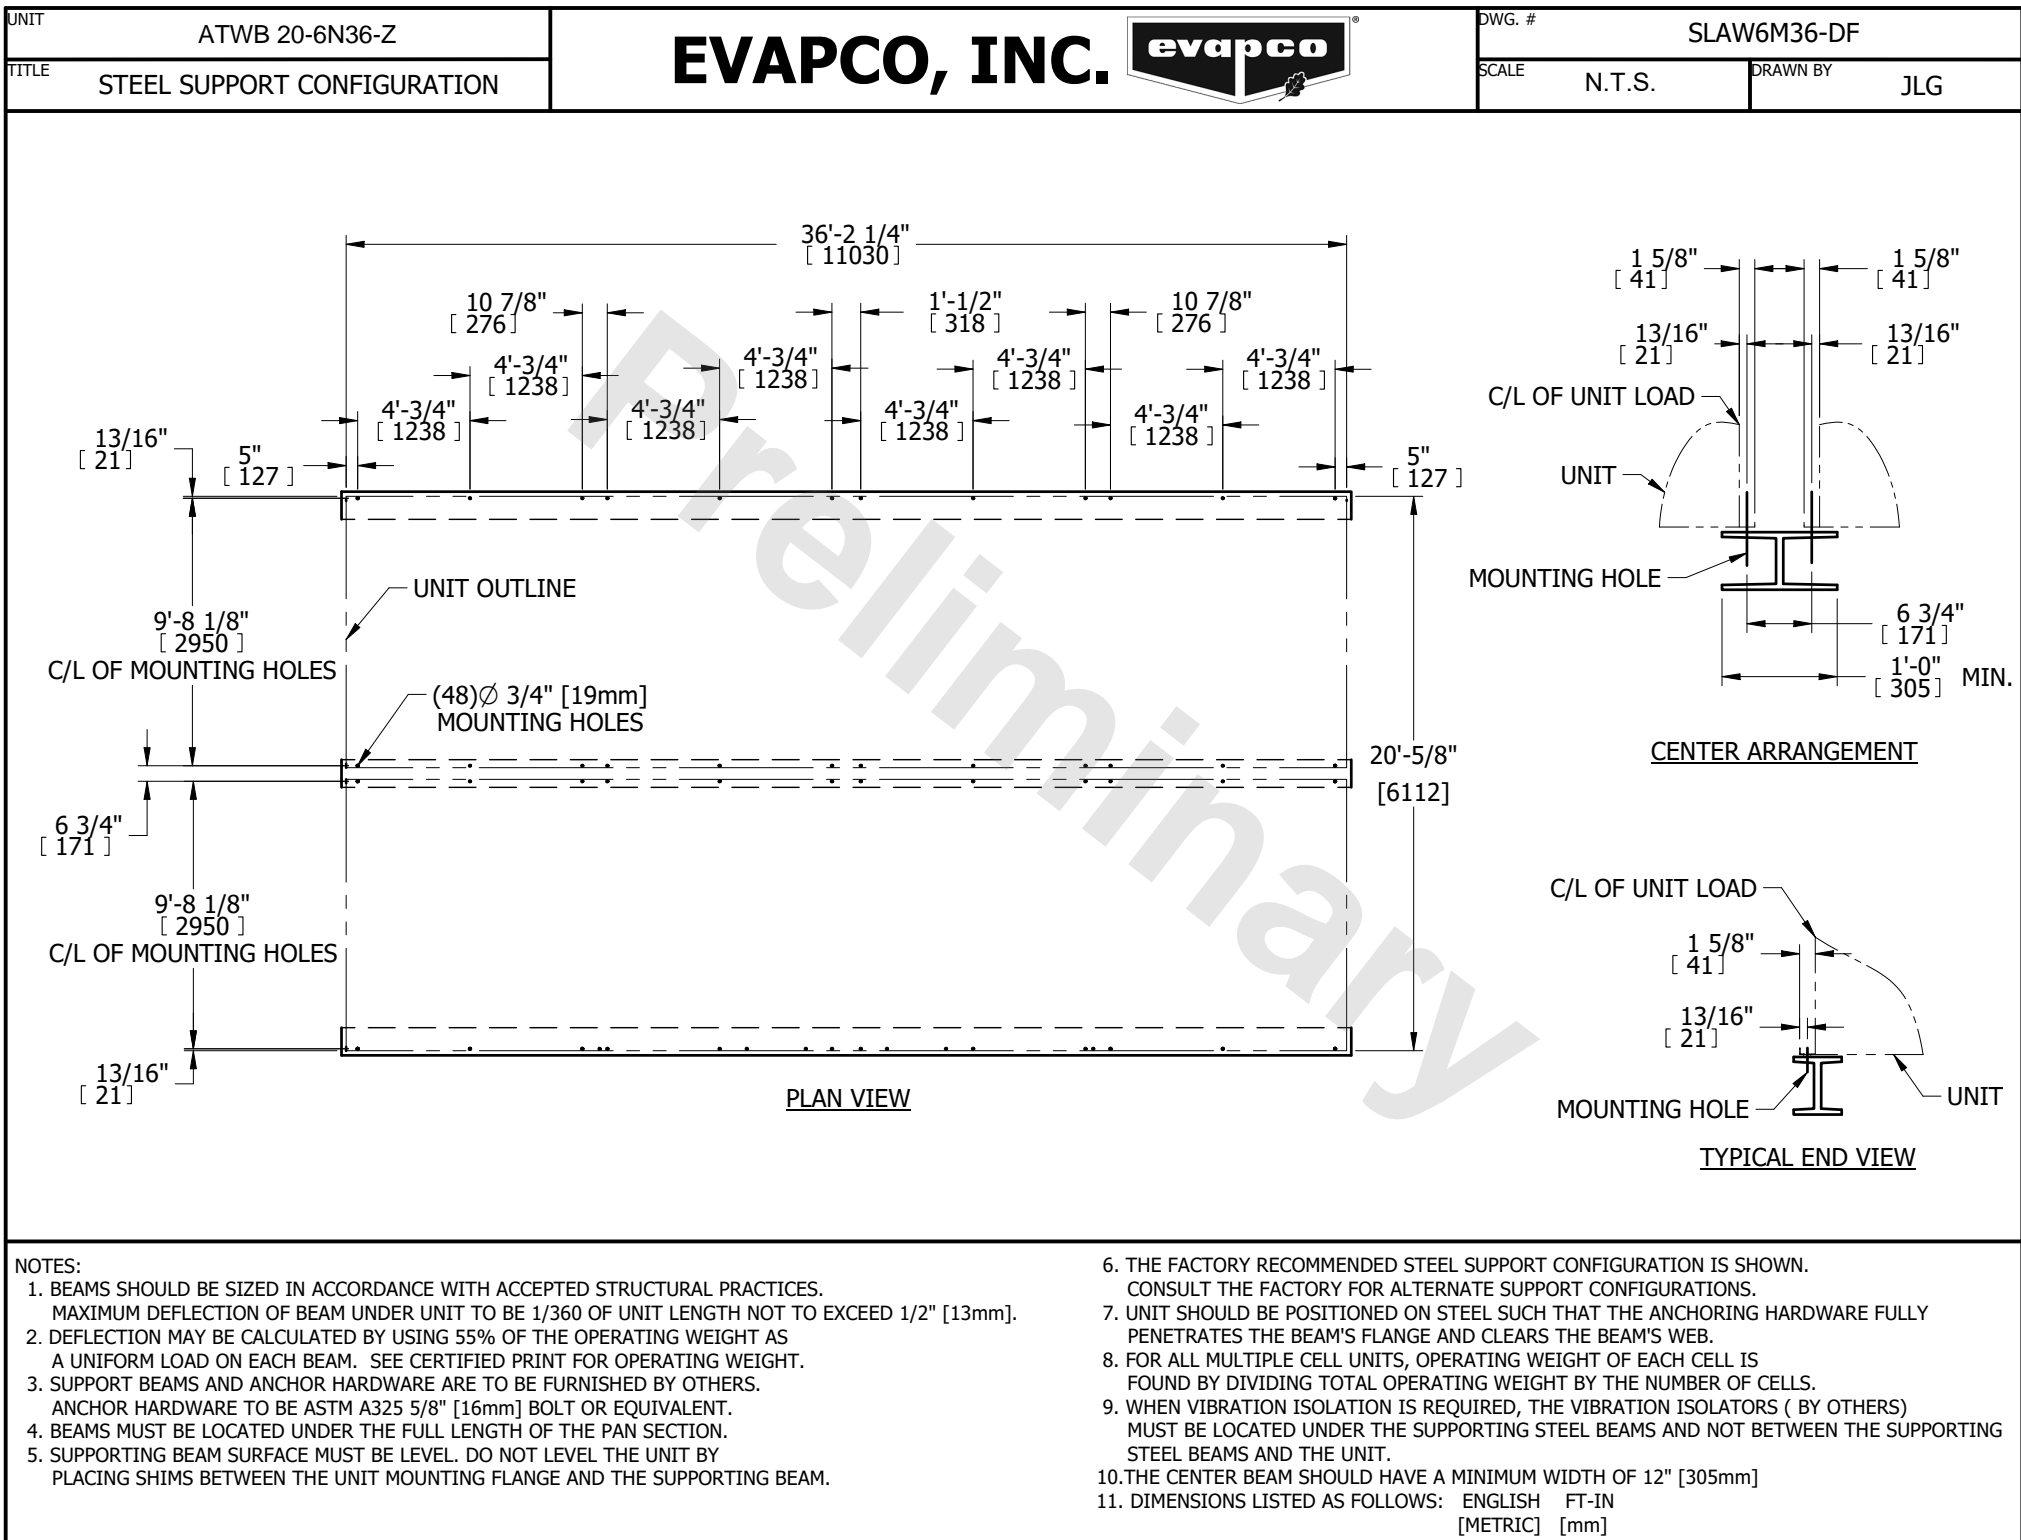 UNIT
ATWB 20-6N36-Z
TITLE
STEEL SUPPORT CONFIGURATION
EVAPCO, INC.
evapco
®
DWG. #
SLAW6M36-DF
SCALE
N.T.S.
DRAWN BY
JLG
36'-2 1/4"
[ 11030 ]
10 7/8"
[ 276 ]
1'-1/2"
[ 318 ]
10 7/8"
[ 276 ]
4'-3/4"
[ 1238 ]
4'-3/4"
[ 1238 ]
4'-3/4"
[ 1238 ]
4'-3/4"
[ 1238 ]
4'-3/4"
[ 1238 ]
4'-3/4"
[ 1238 ]
4'-3/4"
[ 1238 ]
4'-3/4"
[ 1238 ]
13/16"
[ 21 ]
5"
[ 127 ]
5"
[ 127 ]
UNIT OUTLINE
9'-8 1/8"
[ 2950 ]
C/L OF MOUNTING HOLES
(48)Ø 3/4" [19mm]
MOUNTING HOLES
6 3/4"
[ 171 ]
20'-5/8"
[6112]
9'-8 1/8"
[ 2950 ]
C/L OF MOUNTING HOLES
13/16"
[ 21 ]
PLAN VIEW
Preliminary
1 5/8"
[ 41 ]
1 5/8"
[ 41 ]
13/16"
[ 21 ]
13/16"
[ 21 ]
C/L OF UNIT LOAD
UNIT
MOUNTING HOLE
6 3/4"
[ 171 ]
1'-0"
[ 305 ] MIN.
CENTER ARRANGEMENT
C/L OF UNIT LOAD
1 5/8"
[ 41 ]
13/16"
[ 21 ]
MOUNTING HOLE
UNIT
TYPICAL END VIEW
NOTES:
1. BEAMS SHOULD BE SIZED IN ACCORDANCE WITH ACCEPTED STRUCTURAL PRACTICES.
MAXIMUM DEFLECTION OF BEAM UNDER UNIT TO BE 1/360 OF UNIT LENGTH NOT TO EXCEED 1/2" [13mm].
2. DEFLECTION MAY BE CALCULATED BY USING 55% OF THE OPERATING WEIGHT AS
A UNIFORM LOAD ON EACH BEAM. SEE CERTIFIED PRINT FOR OPERATING WEIGHT.
3. SUPPORT BEAMS AND ANCHOR HARDWARE ARE TO BE FURNISHED BY OTHERS.
ANCHOR HARDWARE TO BE ASTM A325 5/8" [16mm] BOLT OR EQUIVALENT.
4. BEAMS MUST BE LOCATED UNDER THE FULL LENGTH OF THE PAN SECTION.
5. SUPPORTING BEAM SURFACE MUST BE LEVEL. DO NOT LEVEL THE UNIT BY
PLACING SHIMS BETWEEN THE UNIT MOUNTING FLANGE AND THE SUPPORTING BEAM.
6. THE FACTORY RECOMMENDED STEEL SUPPORT CONFIGURATION IS SHOWN.
CONSULT THE FACTORY FOR ALTERNATE SUPPORT CONFIGURATIONS.
7. UNIT SHOULD BE POSITIONED ON STEEL SUCH THAT THE ANCHORING HARDWARE FULLY
PENETRATES THE BEAM'S FLANGE AND CLEARS THE BEAM'S WEB.
8. FOR ALL MULTIPLE CELL UNITS, OPERATING WEIGHT OF EACH CELL IS
FOUND BY DIVIDING TOTAL OPERATING WEIGHT BY THE NUMBER OF CELLS.
9. WHEN VIBRATION ISOLATION IS REQUIRED, THE VIBRATION ISOLATORS ( BY OTHERS)
MUST BE LOCATED UNDER THE SUPPORTING STEEL BEAMS AND NOT BETWEEN THE SUPPORTING
STEEL BEAMS AND THE UNIT.
10.THE CENTER BEAM SHOULD HAVE A MINIMUM WIDTH OF 12" [305mm]
11. DIMENSIONS LISTED AS FOLLOWS: ENGLISH FT-IN
[METRIC] [mm]